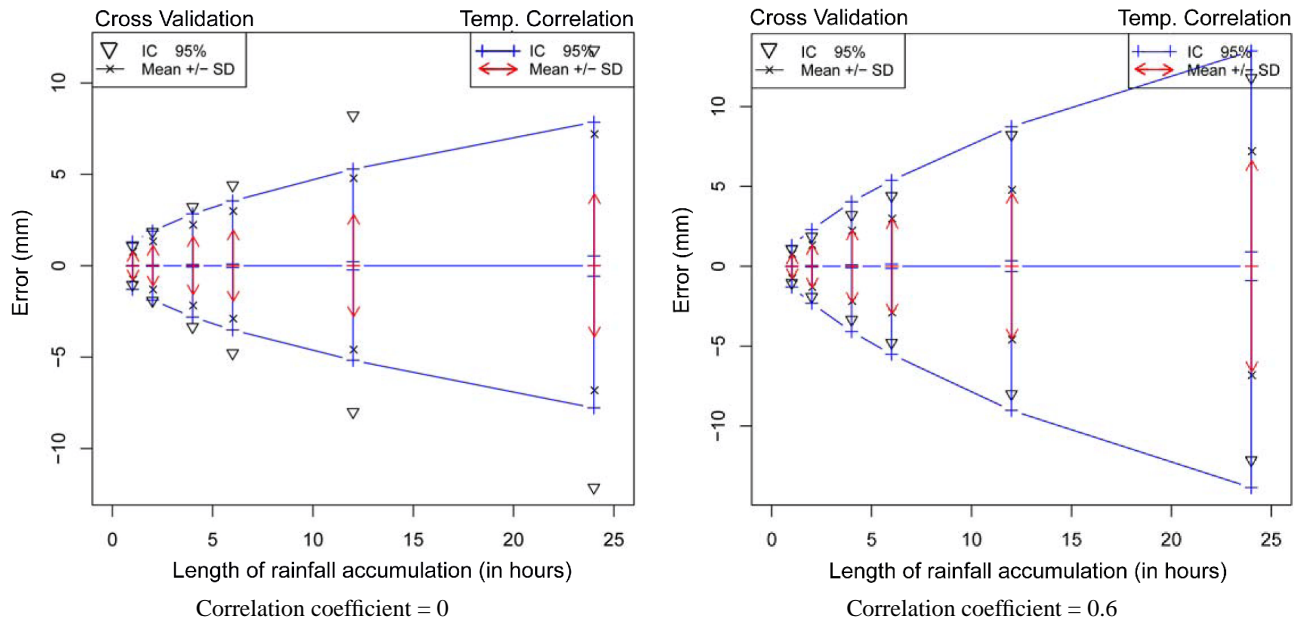 Cross Validation
Temp. Correlation
IC 95%
Mean +/− SD
IC 95%
Mean +/− SD
Error (mm)
10
5
0
−5
−10
0
5
10
15
20
25
Length of rainfall accumulation (in hours)
Correlation coefficient = 0
Cross Validation
Temp. Correlation
IC 95%
Mean +/− SD
IC 95%
Mean +/− SD
Error (mm)
10
5
0
−5
−10
0
5
10
15
20
25
Length of rainfall accumulation (in hours)
Correlation coefficient = 0.6